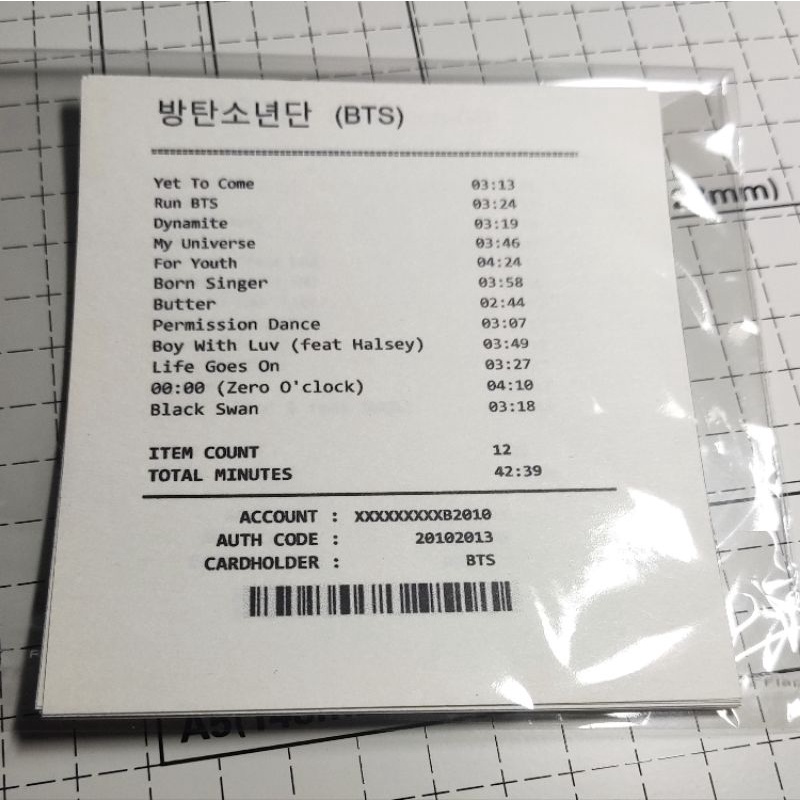 방탄소년단 (BTS)
Yet To Come 03:13
Run BTS 03:24
Dynamite 03:19
My Universe 03:46
For Youth 04:24
Born Singer 03:58
Butter 02:44
Permission Dance 03:07
Boy With Luv (feat Halsey) 03:49
Life Goes On 03:27
00:00 (Zero O'clock) 04:10
Black Swan 03:18
ITEM COUNT 12
TOTAL MINUTES 42:39
ACCOUNT : XXXXXXXXXB2010
AUTH CODE : 20102013
CARDHOLDER : BTS
mm)
A5(148m